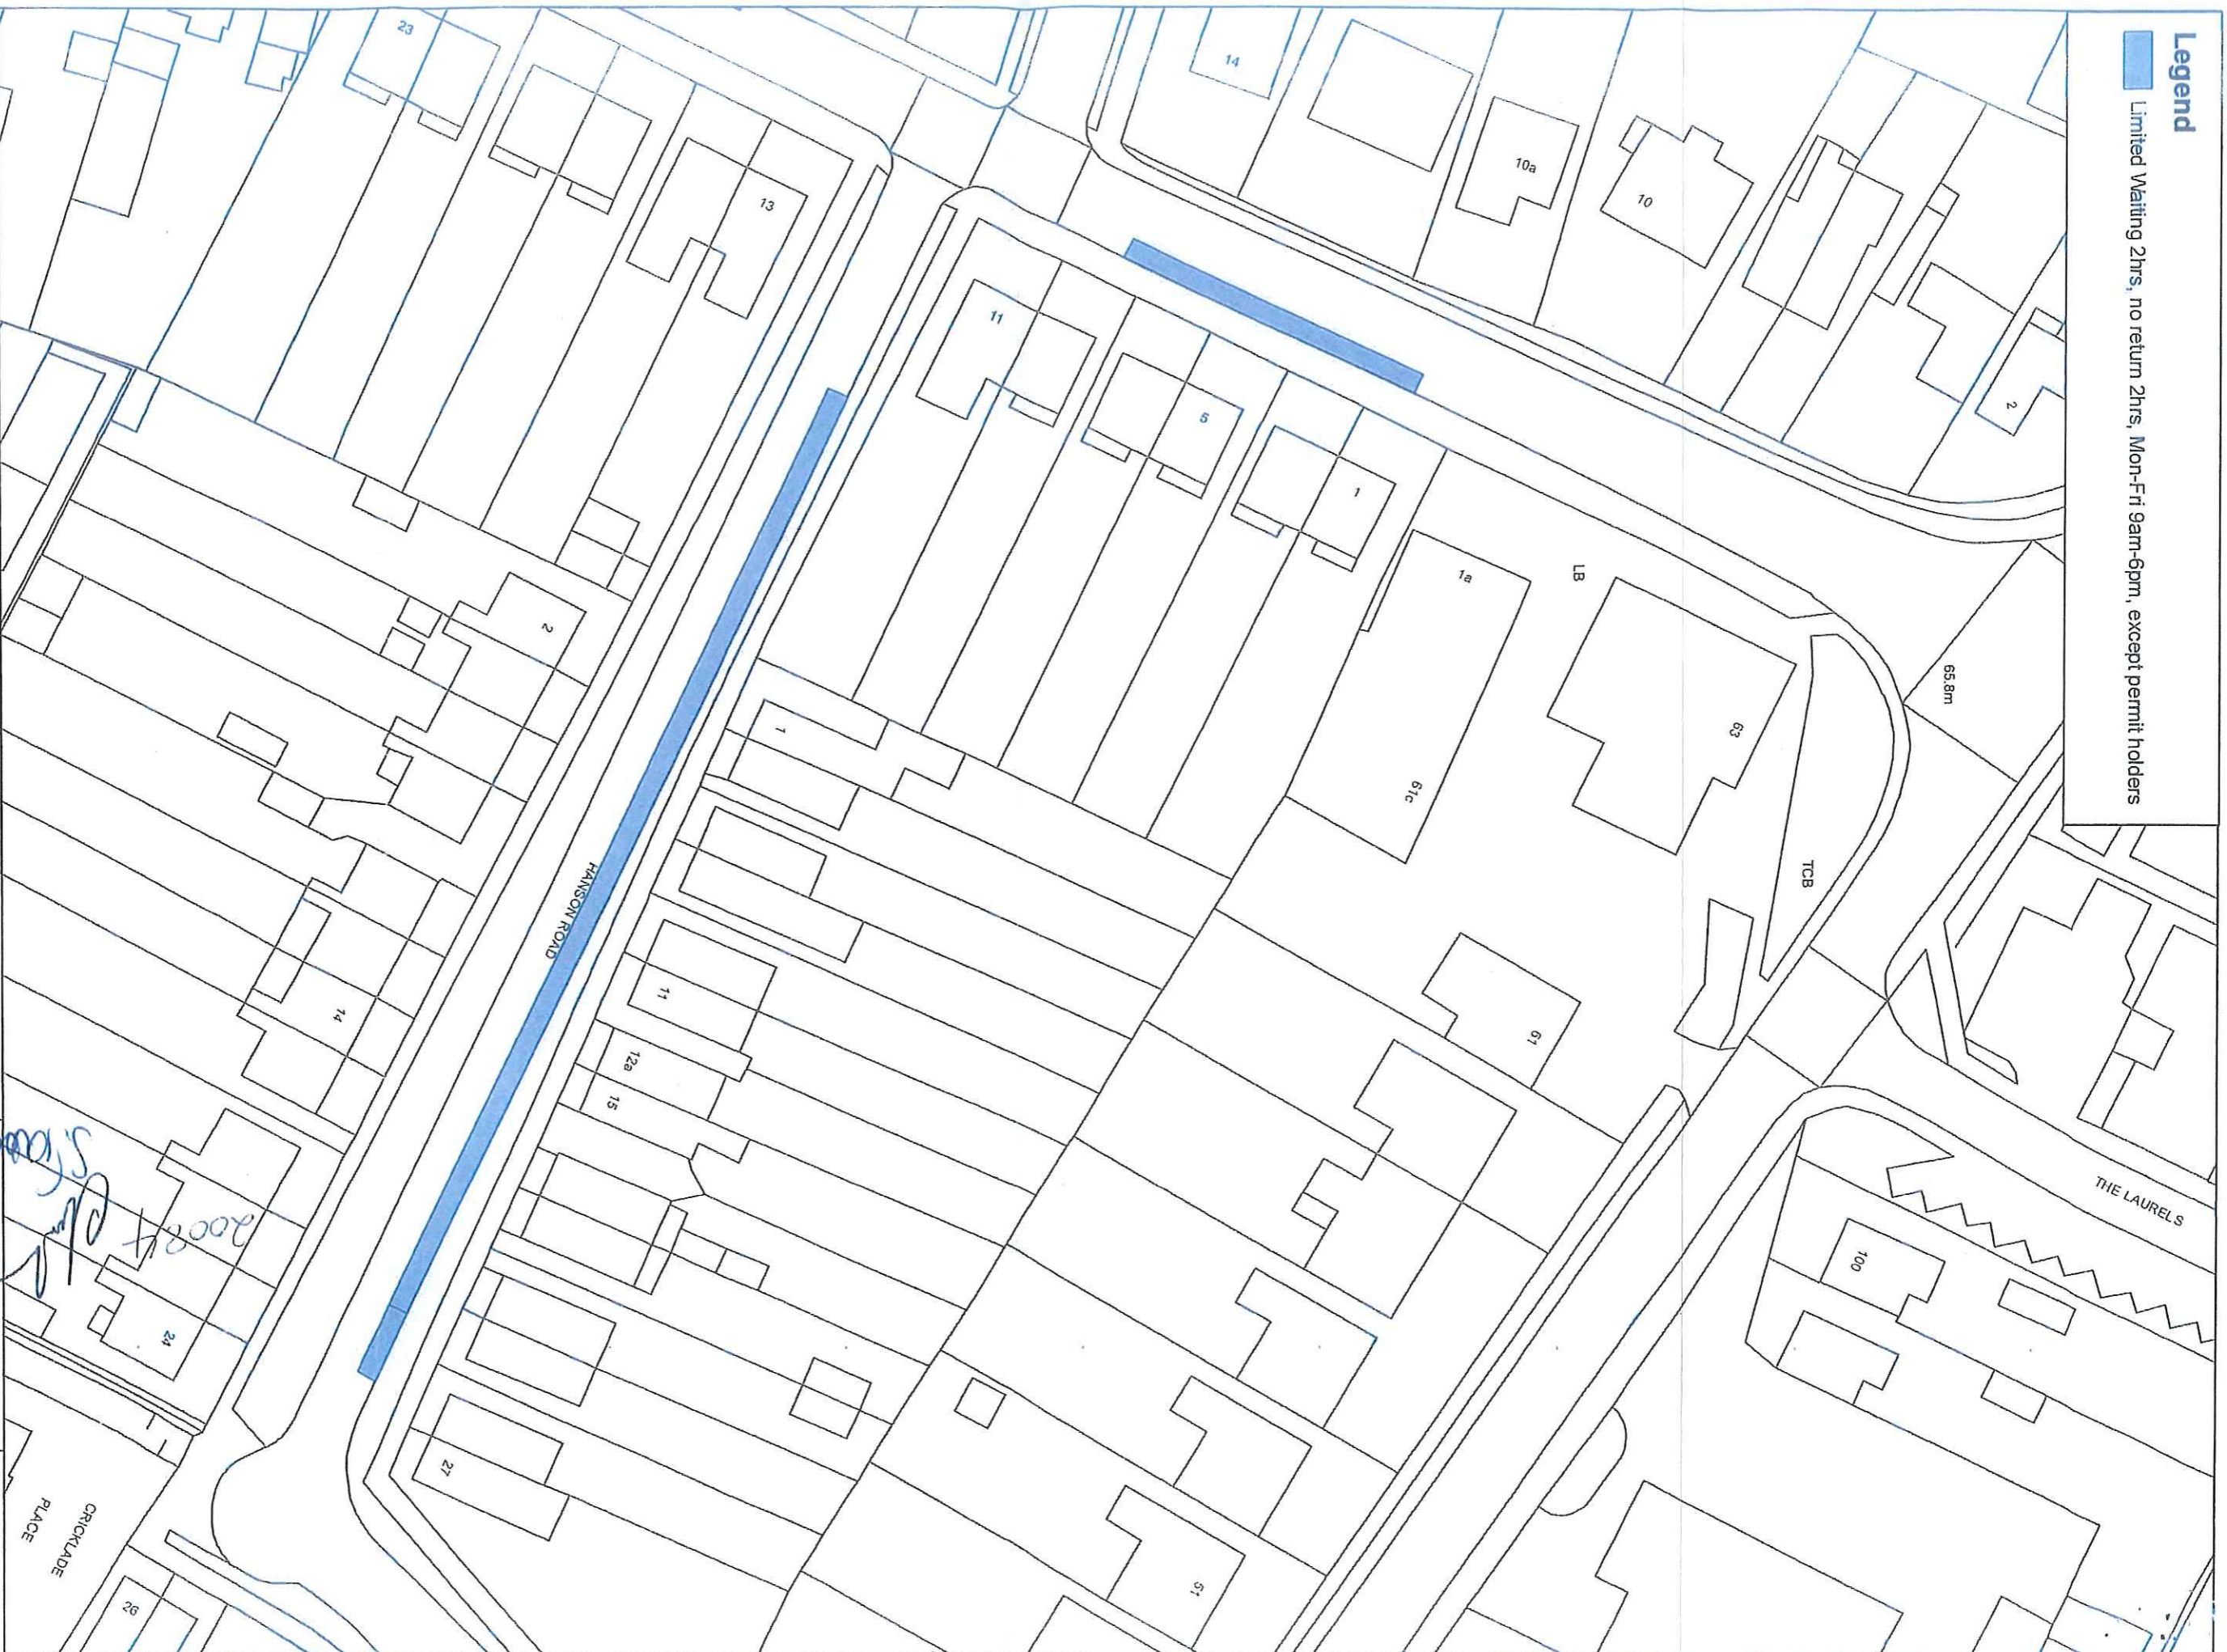 Legend
Limited Waiting 2hrs, no return 2hrs, Mon-Fri 9am-6pm, except permit holders
23
14
10a
10
2
13
11
5
1
1a
LB
65.8m
63
61c
TCB
2
1
HANSON ROAD
11
12a
15
14
61
THE LAURELS
100
24
27
51
CRICKLADE
PLACE
26